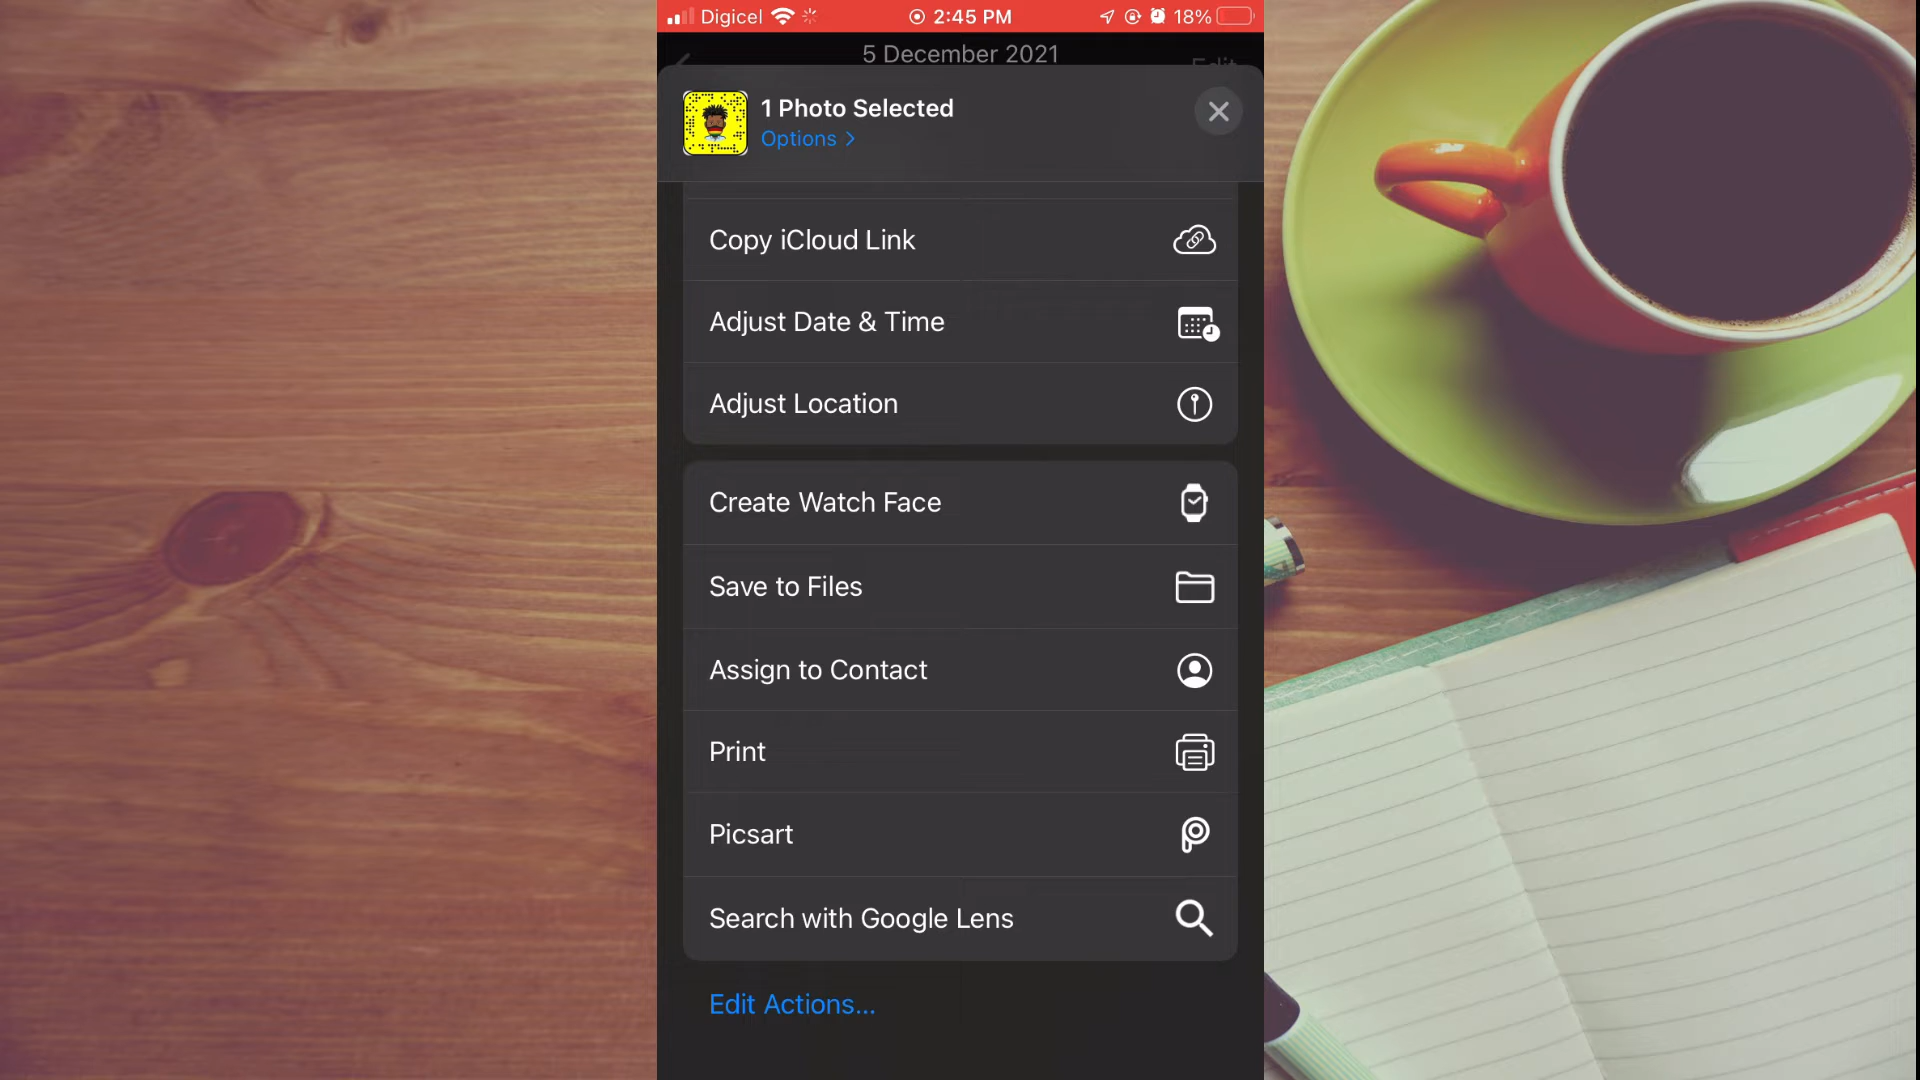 Digicel 2:45 PM 18%
5 December 2021
Edit
1 Photo Selected
Options >
Copy iCloud Link
Adjust Date & Time
Adjust Location
Create Watch Face
Save to Files
Assign to Contact
Print
Picsart
Search with Google Lens
Edit Actions...